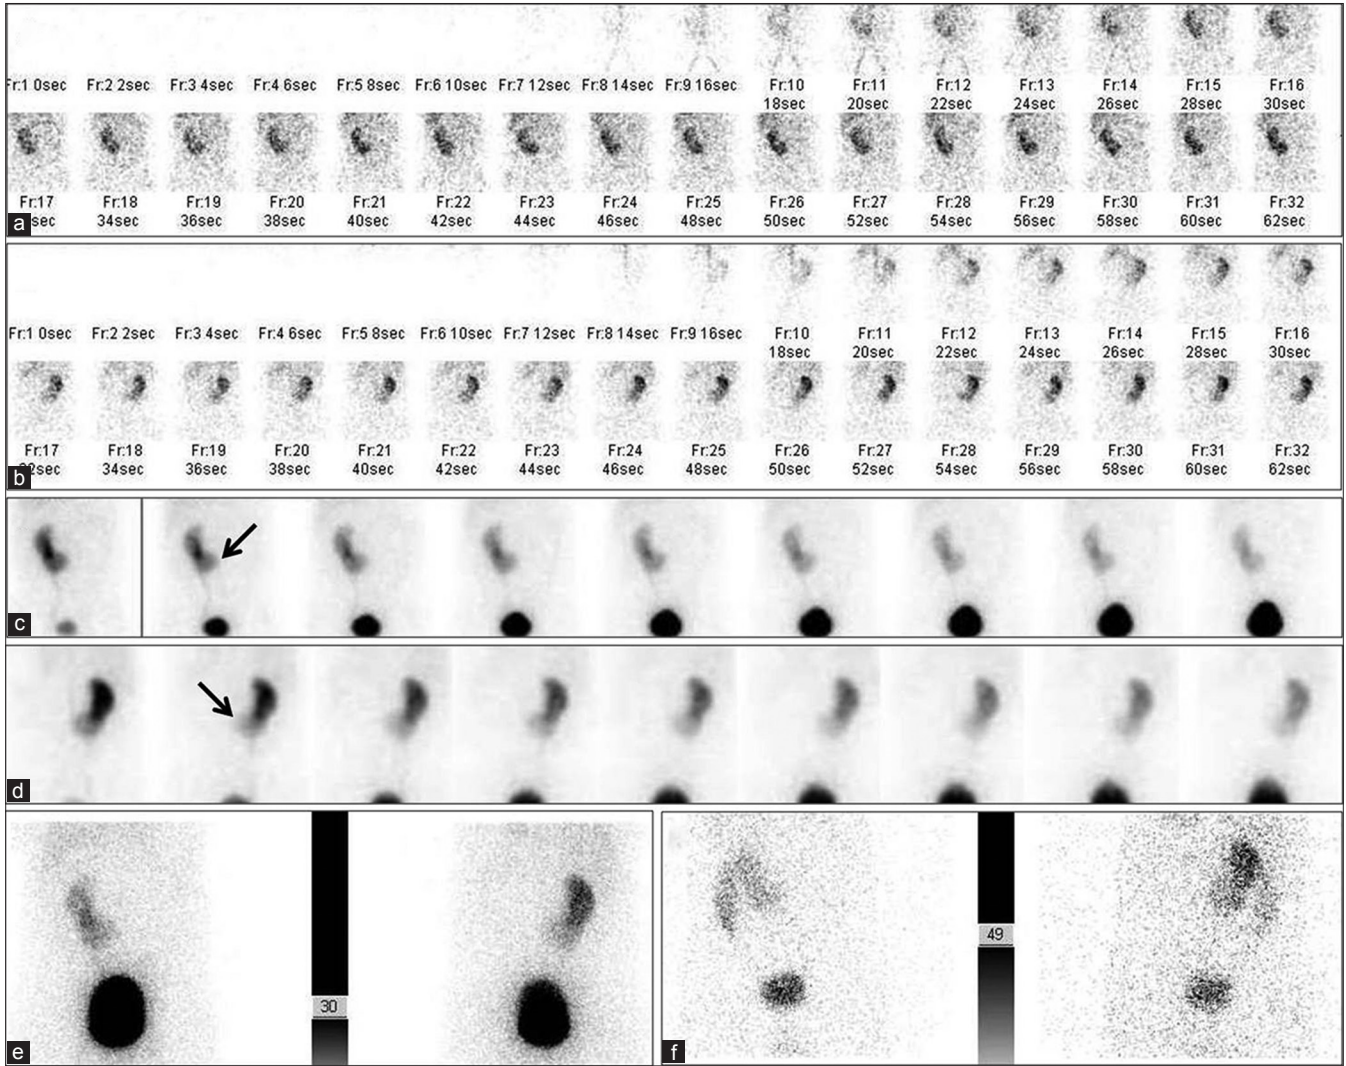 Fr:1 0sec Fr:2 2sec Fr:3 4sec Fr:4 6sec Fr:5 8sec Fr:6 10sec Fr:7 12sec Fr:8 14sec Fr:9 16sec Fr:10 Fr:11 Fr:12 Fr:13 Fr:14 Fr:15 Fr:16
18sec 20sec 22sec 24sec 26sec 28sec 30sec
Fr:17 Fr:18 Fr:19 Fr:20 Fr:21 Fr:22 Fr:23 Fr:24 Fr:25 Fr:26 Fr:27 Fr:28 Fr:29 Fr:30 Fr:31 Fr:32
a sec 34sec 36sec 38sec 40sec 42sec 44sec 46sec 48sec 50sec 52sec 54sec 56sec 58sec 60sec 62sec
Fr:1 0sec Fr:2 2sec Fr:3 4sec Fr:4 6sec Fr:5 8sec Fr:6 10sec Fr:7 12sec Fr:8 14sec Fr:9 16sec Fr:10 Fr:11 Fr:12 Fr:13 Fr:14 Fr:15 Fr:16
18sec 20sec 22sec 24sec 26sec 28sec 30sec
Fr:17 Fr:18 Fr:19 Fr:20 Fr:21 Fr:22 Fr:23 Fr:24 Fr:25 Fr:26 Fr:27 Fr:28 Fr:29 Fr:30 Fr:31 Fr:32
b 32sec 34sec 36sec 38sec 40sec 42sec 44sec 46sec 48sec 50sec 52sec 54sec 56sec 58sec 60sec 62sec
c
d
49
30
e f